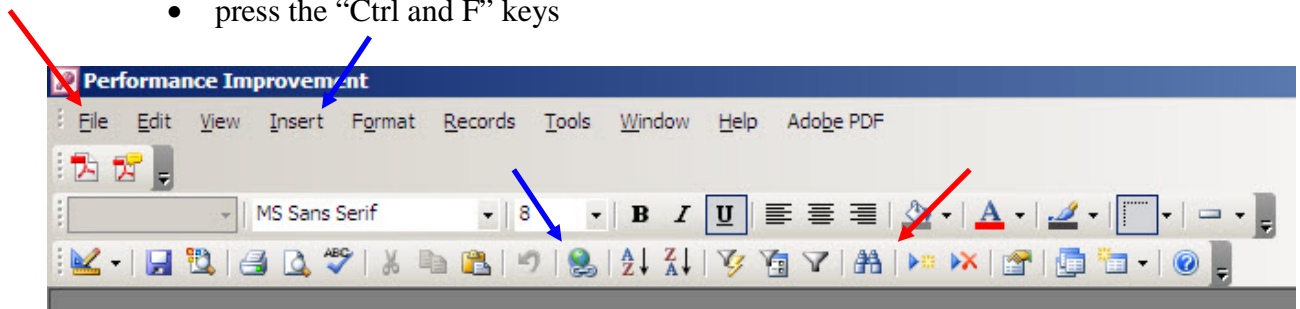 • press the “Ctrl and F” keys
Performance Improvement
File Edit View Insert Format Records Tools Window Help Adobe PDF
MS Sans Serif 8 B I U A
ABC A Z Z A